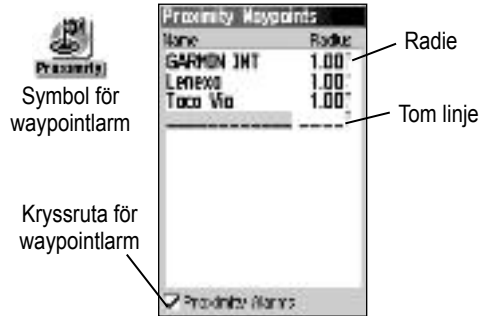 Proximity
Symbol för
waypointlarm
Proximity Waypoints
Name Radius
GARMIN INT 1.00
Lenexa 1.00
Taco Via 1.00
Radie
Tom linje
Kryssruta för
waypointlarm
Proximity Alarms